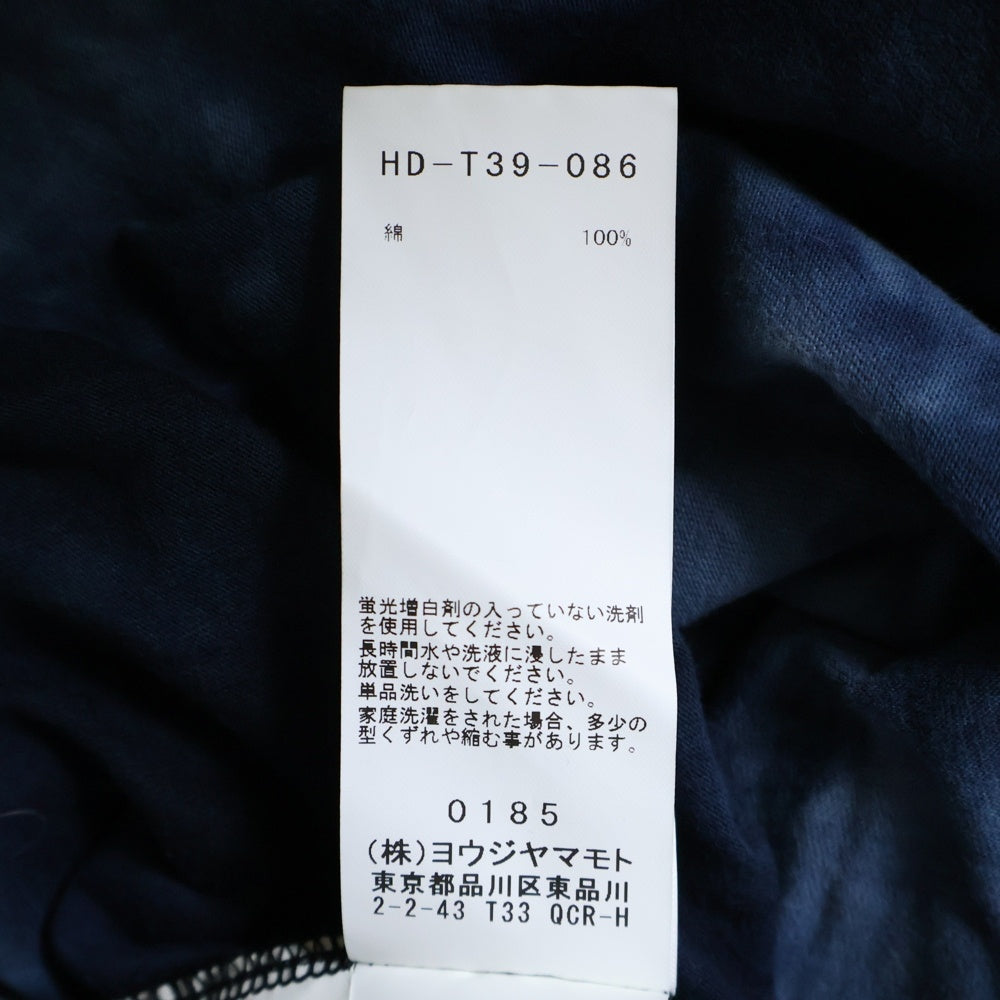 HD-T39-086
綿 100%
蛍光増白剤の入っていない洗剤
を使用してください。
長時間水や洗液に浸したまま
放置しないでください。
単品洗いをしてください。
家庭洗濯をされた場合、多少の
型くずれや縮む事があります。
0185
(株)ヨウジヤマモト
東京都品川区東品川
2-2-43 T33 QCR-H